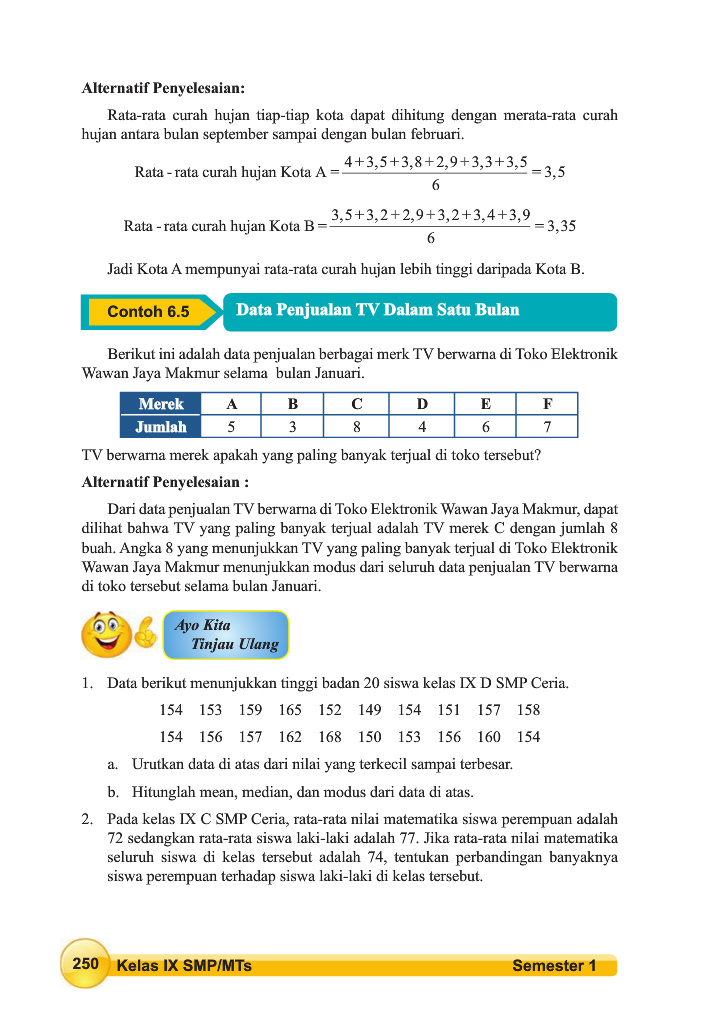 Alternatif Penyelesaian:
Rata-rata curah hujan tiap-tiap kota dapat dihitung dengan merata-rata curah
hujan antara bulan september sampai dengan bulan februari.
Rata - rata curah hujan Kota A = (4+3,5+3,8+2,9+3,3+3,5)/6 = 3,5
Rata - rata curah hujan Kota B = (3,5+3,2+2,9+3,2+3,4+3,9)/6 = 3,35
Jadi Kota A mempunyai rata-rata curah hujan lebih tinggi daripada Kota B.
Contoh 6.5 Data Penjualan TV Dalam Satu Bulan
Berikut ini adalah data penjualan berbagai merk TV berwarna di Toko Elektronik
Wawan Jaya Makmur selama bulan Januari.
Merek A B C D E F
Jumlah 5 3 8 4 6 7
TV berwarna merek apakah yang paling banyak terjual di toko tersebut?
Alternatif Penyelesaian :
Dari data penjualan TV berwarna di Toko Elektronik Wawan Jaya Makmur, dapat
dilihat bahwa TV yang paling banyak terjual adalah TV merek C dengan jumlah 8
buah. Angka 8 yang menunjukkan TV yang paling banyak terjual di Toko Elektronik
Wawan Jaya Makmur menunjukkan modus dari seluruh data penjualan TV berwarna
di toko tersebut selama bulan Januari.
Ayo Kita
Tinjau Ulang
1. Data berikut menunjukkan tinggi badan 20 siswa kelas IX D SMP Ceria.
154 153 159 165 152 149 154 151 157 158
154 156 157 162 168 150 153 156 160 154
a. Urutkan data di atas dari nilai yang terkecil sampai terbesar.
b. Hitunglah mean, median, dan modus dari data di atas.
2. Pada kelas IX C SMP Ceria, rata-rata nilai matematika siswa perempuan adalah
72 sedangkan rata-rata siswa laki-laki adalah 77. Jika rata-rata nilai matematika
seluruh siswa di kelas tersebut adalah 74, tentukan perbandingan banyaknya
siswa perempuan terhadap siswa laki-laki di kelas tersebut.
250 Kelas IX SMP/MTs Semester 1